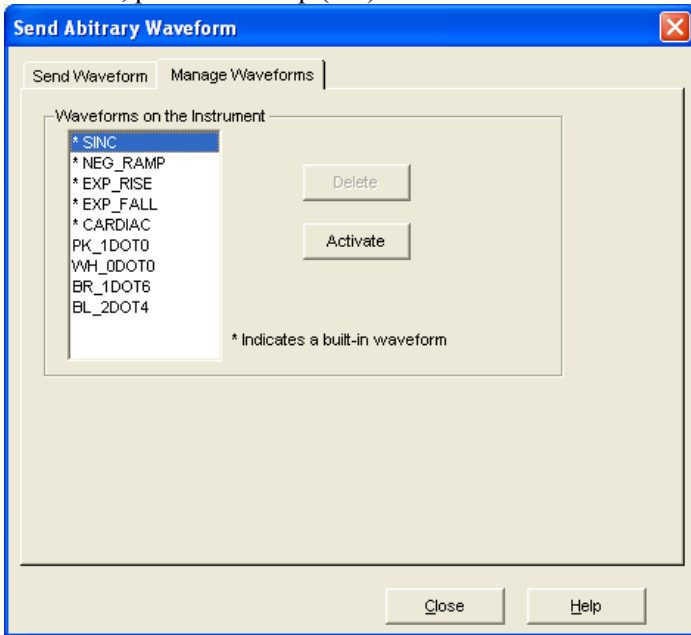 Send Abitrary Waveform
Send Waveform
Manage Waveforms
Waveforms on the Instrument
* SINC
* NEG_RAMP
* EXP_RISE
* EXP_FALL
* CARDIAC
PK_1DOT0
WH_0DOT0
BR_1DOT6
BL_2DOT4
Delete
Activate
* Indicates a built-in waveform
Close
Help